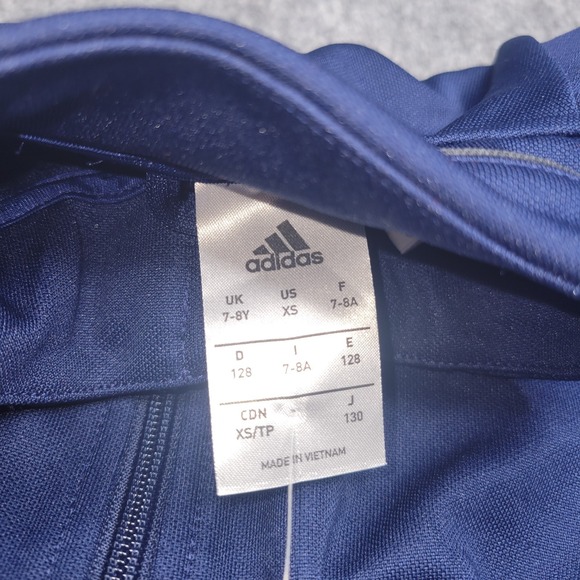 adidas
UK US F
7-8Y XS 7-8A
D I E
128 7-8A 128
CDN J
XS/TP 130
MADE IN VIETNAM